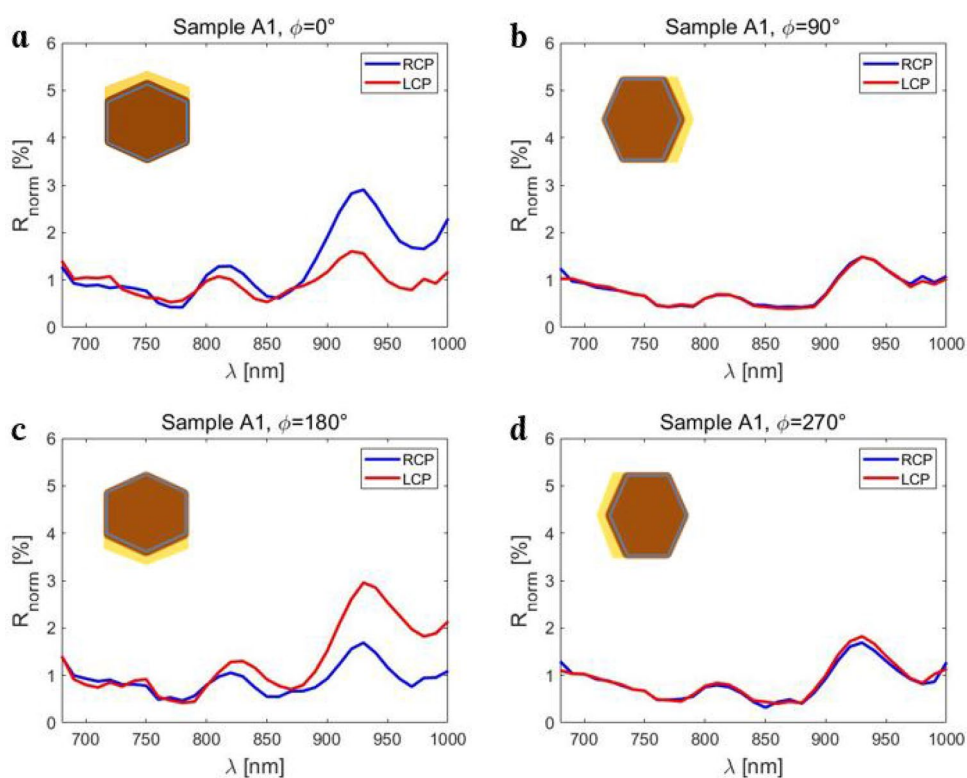 a
Sample A1, ϕ=0°
6
5
4
3
2
1
0
R_norm [%]
700 750 800 850 900 950 1000
λ [nm]
RCP
LCP
b
Sample A1, ϕ=90°
6
5
4
3
2
1
0
R_norm [%]
700 750 800 850 900 950 1000
λ [nm]
RCP
LCP
c
Sample A1, ϕ=180°
6
5
4
3
2
1
0
R_norm [%]
700 750 800 850 900 950 1000
λ [nm]
RCP
LCP
d
Sample A1, ϕ=270°
6
5
4
3
2
1
0
R_norm [%]
700 750 800 850 900 950 1000
λ [nm]
RCP
LCP